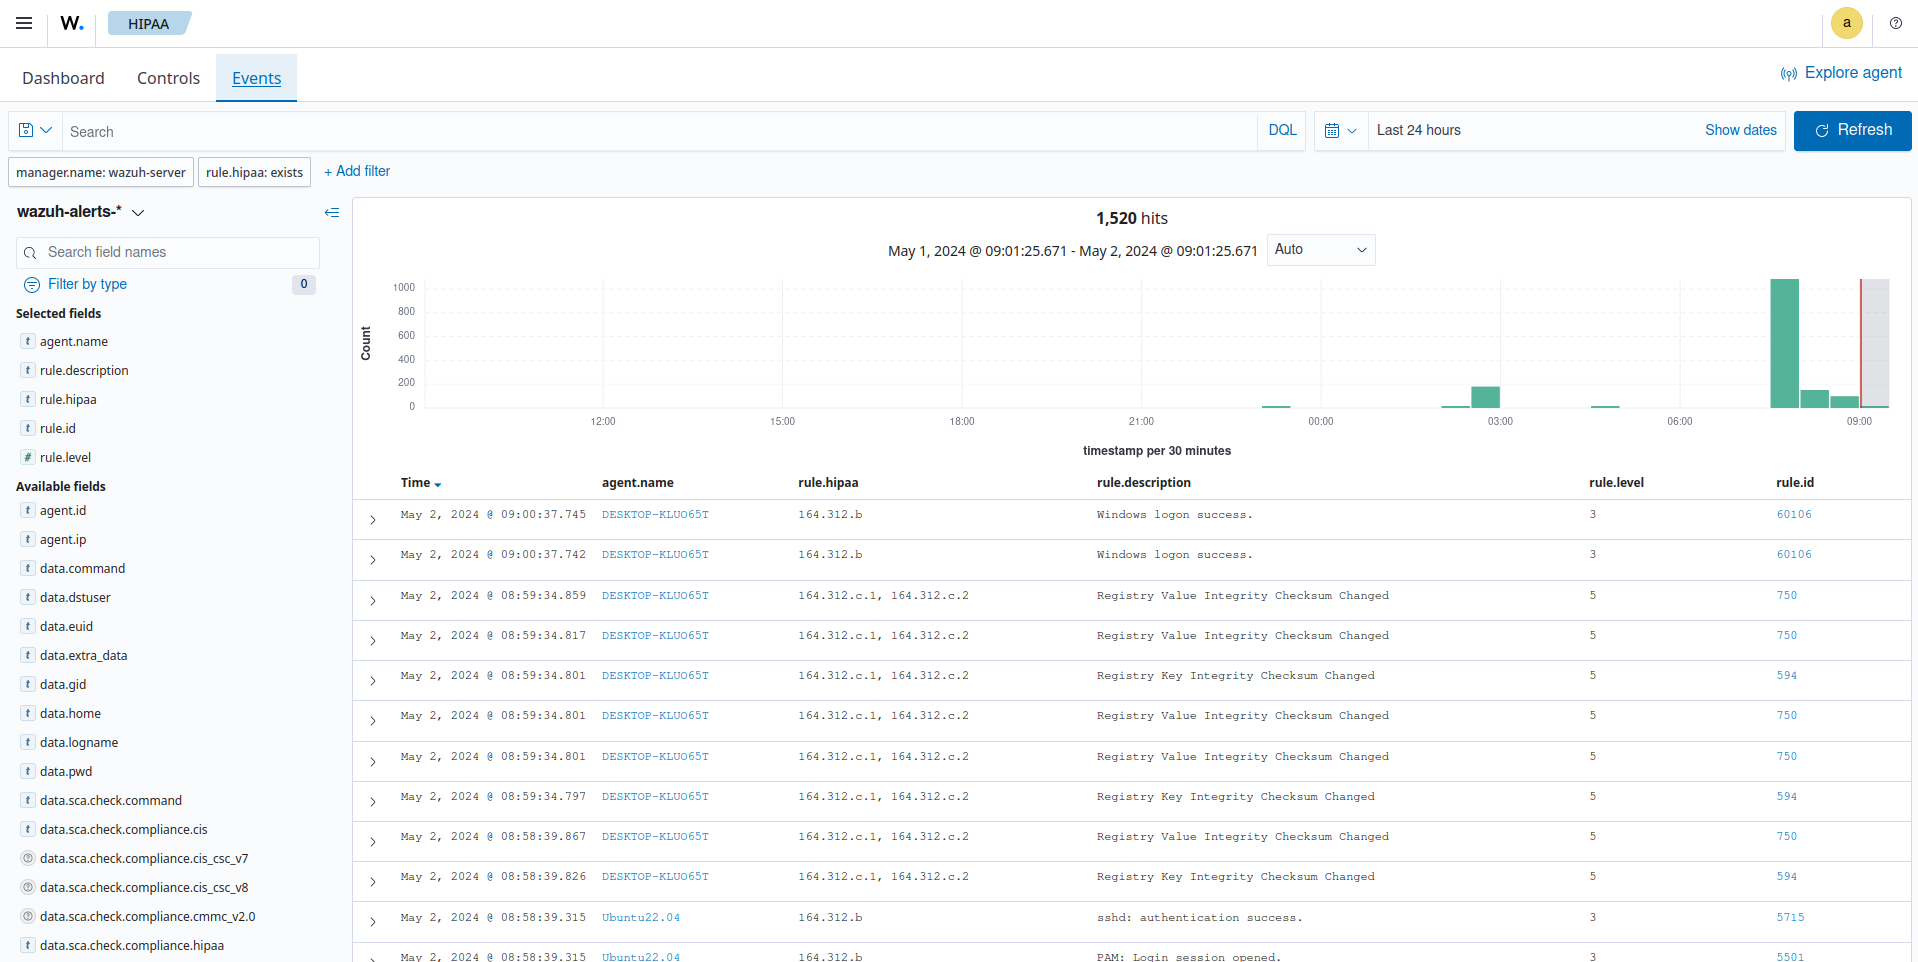 W.
HIPAA
a
Dashboard
Controls
Events
Explore agent
Search
DQL
Last 24 hours
Show dates
Refresh
manager.name: wazuh-server
rule.hipaa: exists
+ Add filter
wazuh-alerts-*
Search field names
Filter by type
0
Selected fields
t agent.name
t rule.description
t rule.hipaa
t rule.id
# rule.level
Available fields
t agent.id
t agent.ip
t data.command
t data.dstuser
t data.euid
t data.extra_data
t data.gid
t data.home
t data.logname
t data.pwd
t data.sca.check.command
t data.sca.check.compliance.cis
data.sca.check.compliance.cis_csc_v7
data.sca.check.compliance.cis_csc_v8
data.sca.check.compliance.cmmc_v2.0
t data.sca.check.compliance.hipaa
1,520 hits
May 1, 2024 @ 09:01:25.671 - May 2, 2024 @ 09:01:25.671
Auto
Count
1000
800
600
400
200
0
12:00 15:00 18:00 21:00 00:00 03:00 06:00 09:00
timestamp per 30 minutes
Time agent.name rule.hipaa rule.description rule.level rule.id
May 2, 2024 @ 09:00:37.745 DESKTOP-KLUO65T 164.312.b Windows logon success. 3 60106
May 2, 2024 @ 09:00:37.742 DESKTOP-KLUO65T 164.312.b Windows logon success. 3 60106
May 2, 2024 @ 08:59:34.859 DESKTOP-KLUO65T 164.312.c.1, 164.312.c.2 Registry Value Integrity Checksum Changed 5 750
May 2, 2024 @ 08:59:34.817 DESKTOP-KLUO65T 164.312.c.1, 164.312.c.2 Registry Value Integrity Checksum Changed 5 750
May 2, 2024 @ 08:59:34.801 DESKTOP-KLUO65T 164.312.c.1, 164.312.c.2 Registry Key Integrity Checksum Changed 5 594
May 2, 2024 @ 08:59:34.801 DESKTOP-KLUO65T 164.312.c.1, 164.312.c.2 Registry Value Integrity Checksum Changed 5 750
May 2, 2024 @ 08:59:34.801 DESKTOP-KLUO65T 164.312.c.1, 164.312.c.2 Registry Value Integrity Checksum Changed 5 750
May 2, 2024 @ 08:59:34.797 DESKTOP-KLUO65T 164.312.c.1, 164.312.c.2 Registry Key Integrity Checksum Changed 5 594
May 2, 2024 @ 08:58:39.867 DESKTOP-KLUO65T 164.312.c.1, 164.312.c.2 Registry Value Integrity Checksum Changed 5 750
May 2, 2024 @ 08:58:39.826 DESKTOP-KLUO65T 164.312.c.1, 164.312.c.2 Registry Key Integrity Checksum Changed 5 594
May 2, 2024 @ 08:58:39.315 Ubuntu22.04 164.312.b sshd: authentication success. 3 5715
May 2, 2024 @ 08:58:39.315 Ubuntu22.04 164.312.b PAM: Login session opened. 3 5501